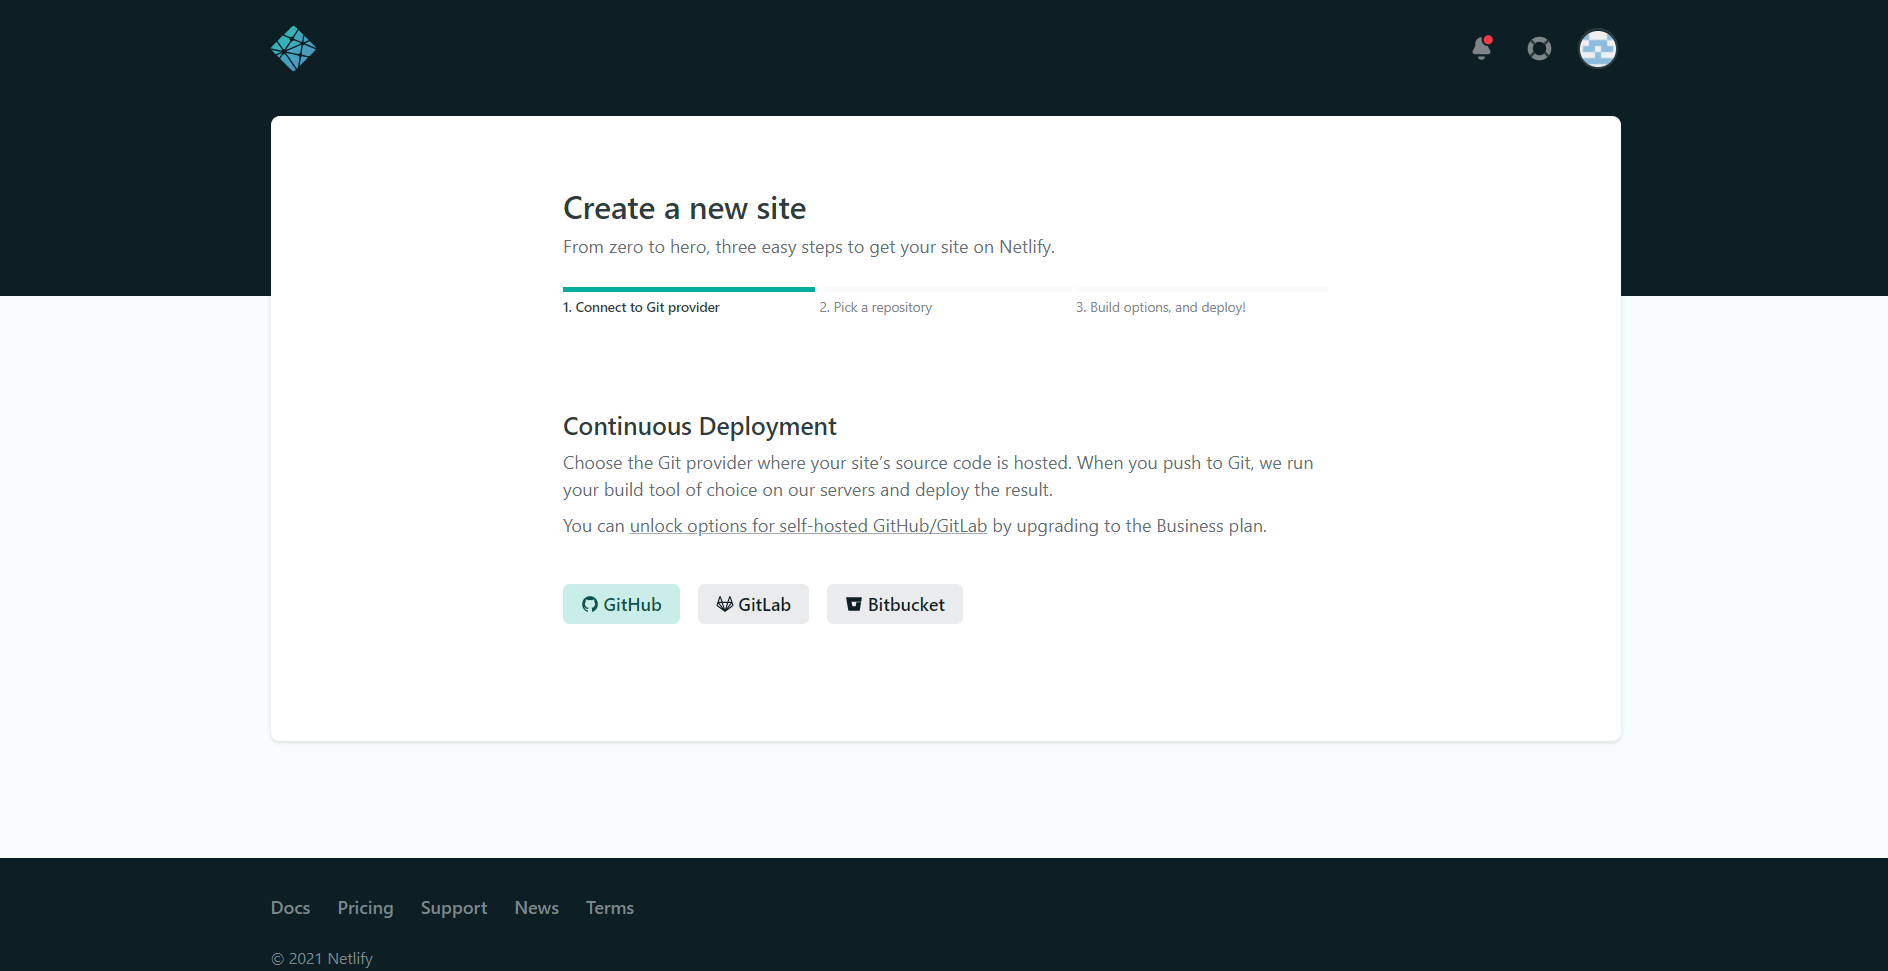 Create a new site
From zero to hero, three easy steps to get your site on Netlify.
1. Connect to Git provider
2. Pick a repository
3. Build options, and deploy!
Continuous Deployment
Choose the Git provider where your site’s source code is hosted. When you push to Git, we run
your build tool of choice on our servers and deploy the result.
You can unlock options for self-hosted GitHub/GitLab by upgrading to the Business plan.
GitHub
GitLab
Bitbucket
Docs
Pricing
Support
News
Terms
© 2021 Netlify